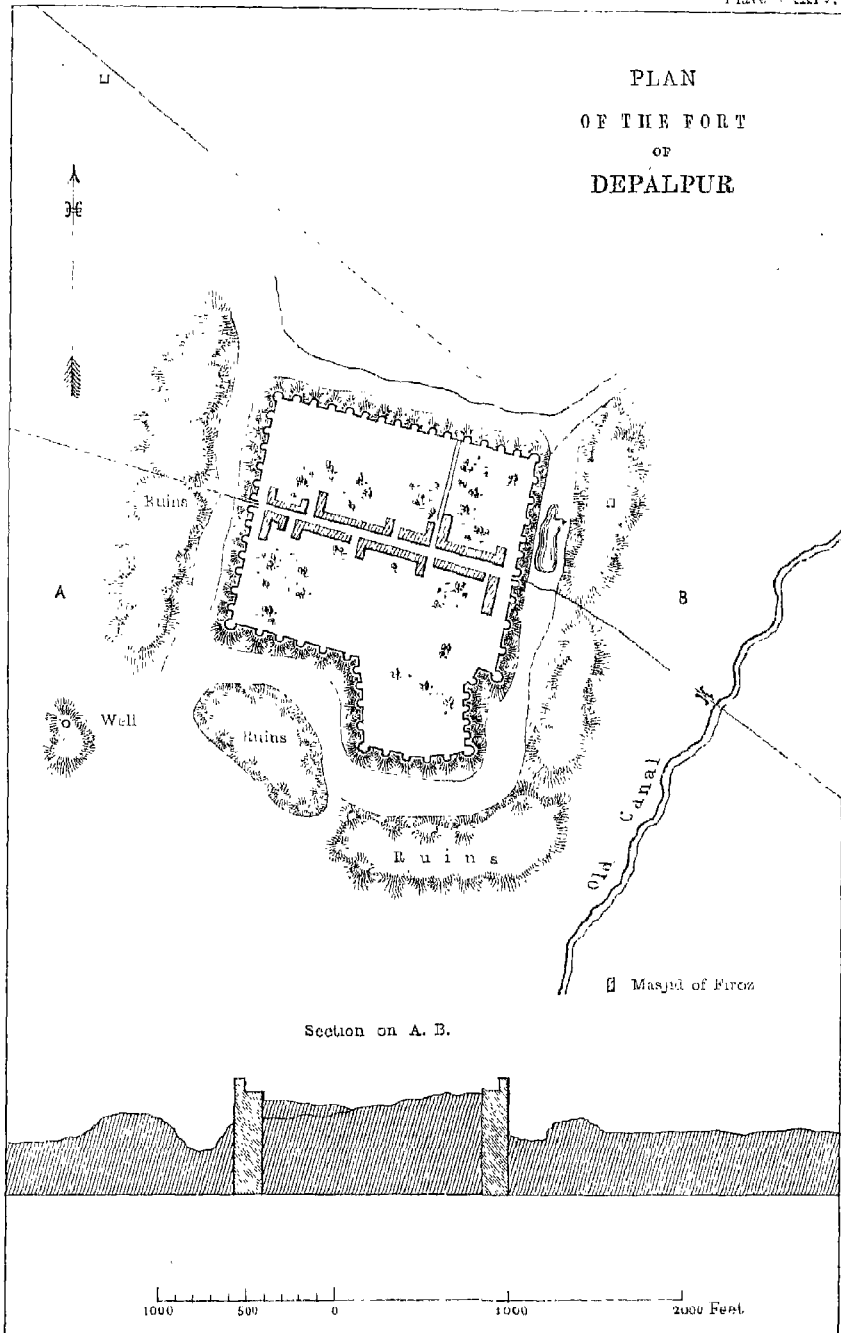 PLAN
OF THE FORT
OF
DEPALPUR
Ruins
A
B
Well
Ruins
Ruins
Old Canal
Masjid of Firoz
Section on A. B.
1000 500 0 1000 2000 Feet